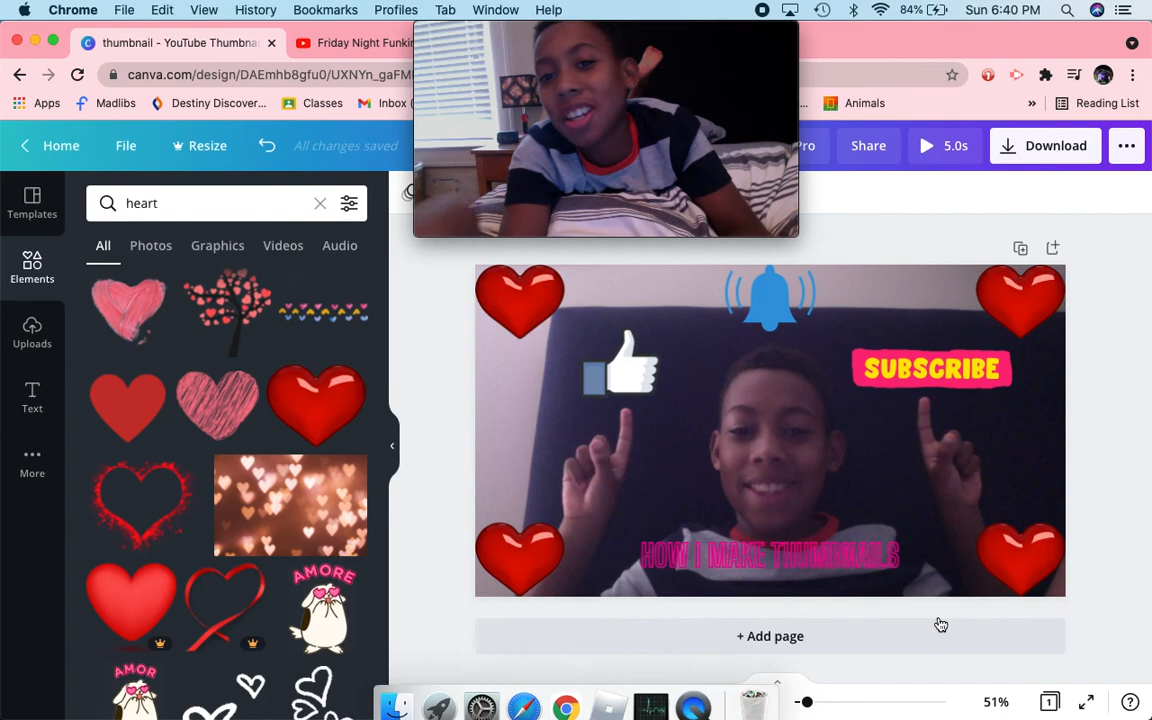 Chrome File Edit View History Bookmarks Profiles Tab Window Help 84% Sun 6:40 PM
thumbnail - YouTube Thumbna Friday Night Funki
canva.com/design/DAEmhb8gfu0/UXNYn_gaFM
Apps Madlibs Destiny Discover... Classes Inbox ( ... Animals » Reading List
Home File Resize All changes saved Pro Share 5.0s Download
Templates
Elements
Uploads
Text
More
heart
All Photos Graphics Videos Audio
AMORE
AMOR
SUBSCRIBE
HOW I MAKE THUMBNAILS
+ Add page
51% 1 ?